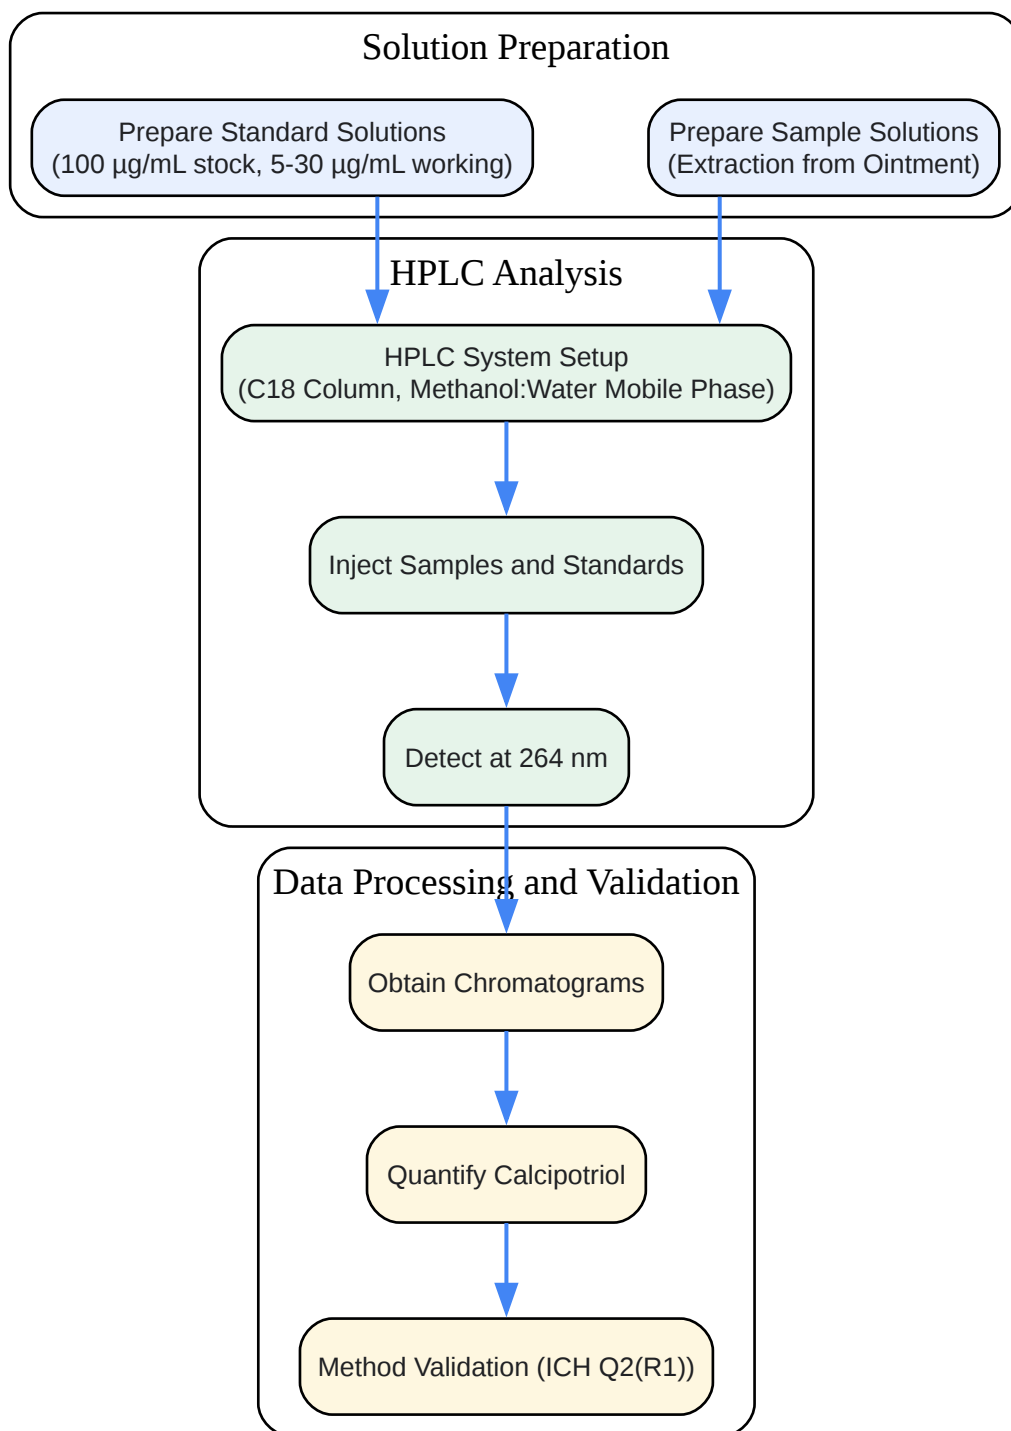 Solution Preparation
Prepare Standard Solutions
(100 µg/mL stock, 5-30 µg/mL working)
Prepare Sample Solutions
(Extraction from Ointment)
HPLC Analysis
HPLC System Setup
(C18 Column, Methanol:Water Mobile Phase)
Inject Samples and Standards
Detect at 264 nm
Data Processing and Validation
Obtain Chromatograms
Quantify Calcipotriol
Method Validation (ICH Q2(R1))